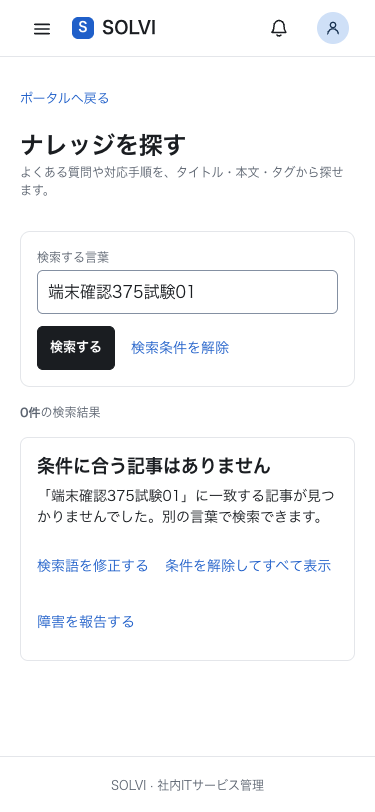 S SOLVI
ポータルへ戻る
ナレッジを探す
よくある質問や対応手順を、タイトル・本文・タグから探せ
ます。
検索する言葉
端末確認375試験01
検索する 検索条件を解除
0件の検索結果
条件に合う記事はありません
「端末確認375試験01」に一致する記事が見つ
かりませんでした。別の言葉で検索できます。
検索語を修正する 条件を解除してすべて表示
障害を報告する
SOLVI · 社内ITサービス管理